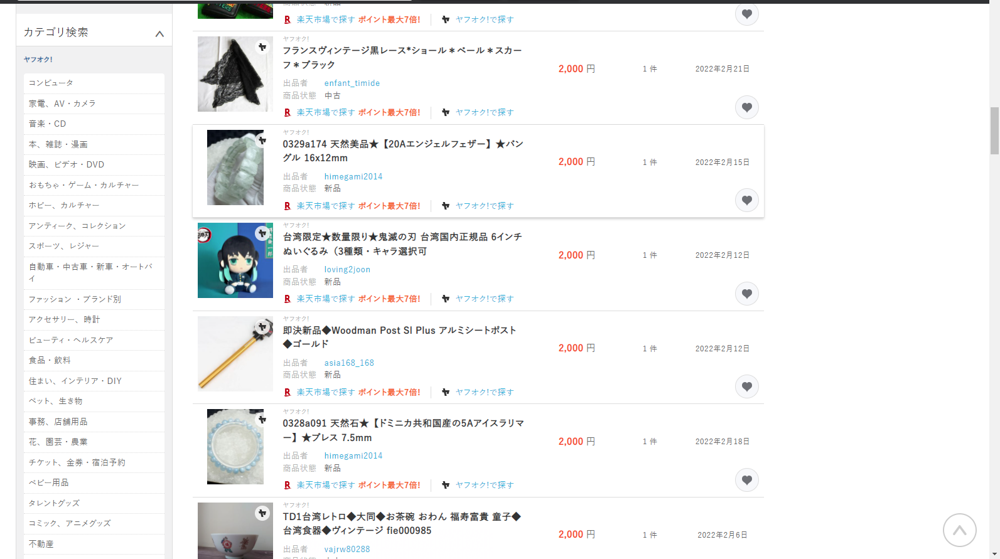 カテゴリ検索
ヤフオク!
コンピュータ
家電、AV・カメラ
音楽・CD
本、雑誌・漫画
映画、ビデオ・DVD
おもちゃ・ゲーム・カルチャー
ホビー、カルチャー
アンティーク、コレクション
スポーツ、レジャー
自動車・中古車・新車・オートバ
イ
ファッション ・ブランド別
アクセサリー、時計
ビューティ・ヘルスケア
食品・飲料
住まい、インテリア・DIY
ペット、生き物
事務、店舗用品
花、園芸・農業
チケット、金券・宿泊予約
ベビー用品
タレントグッズ
コミック、アニメグッズ
不動産
商品状態 新品
R 楽天市場で探す ポイント最大7倍! ヤフオク!で探す
ヤフオク!
フランスヴィンテージ黒レース*ショール＊ベール＊スカー
フ＊ブラック
2,000 円 1 件 2022年2月21日
出品者 enfant_timide
商品状態 中古
R 楽天市場で探す ポイント最大7倍! ヤフオク!で探す
ヤフオク!
0329a174 天然美品★【20Aエンジェルフェザー】★バン
グル 16x12mm
2,000 円 1 件 2022年2月15日
出品者 himegami2014
商品状態 新品
R 楽天市場で探す ポイント最大7倍! ヤフオク!で探す
ヤフオク!
台湾限定★数量限り★鬼滅の刃 台湾国内正規品 6インチ
ぬいぐるみ（3種類・キャラ選択可
2,000 円 1 件 2022年2月12日
出品者 loving2joon
商品状態 新品
R 楽天市場で探す ポイント最大7倍! ヤフオク!で探す
ヤフオク!
即決新品◆Woodman Post Sl Plus アルミシートポスト
◆ゴールド
2,000 円 1 件 2022年2月12日
出品者 asia168_168
商品状態 新品
R 楽天市場で探す ポイント最大7倍! ヤフオク!で探す
ヤフオク!
0328a091 天然石★【ドミニカ共和国産の5Aアイスラリマ
ー】★ブレス 7.5mm
2,000 円 1 件 2022年2月18日
出品者 himegami2014
商品状態 新品
R 楽天市場で探す ポイント最大7倍! ヤフオク!で探す
ヤフオク!
TD1台湾レトロ◆大同◆お茶碗 おわん 福寿富貴 童子◆
台湾食器◆ヴィンテージ fie000985
2,000 円 1 件 2022年2月6日
出品者 vajrw80288